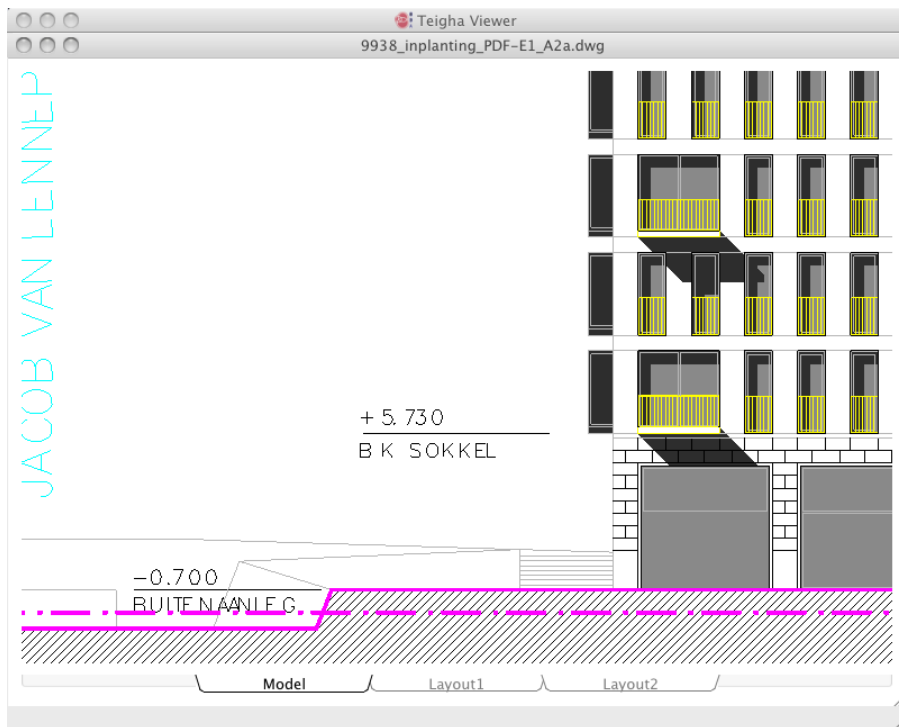 Teigha Viewer
9938_inplanting_PDF-E1_A2a.dwg
JACOB VAN LENNEP
+5.730
BK SOKKEL
-0.700
BUITENAANLEG
Model
Layout1
Layout2